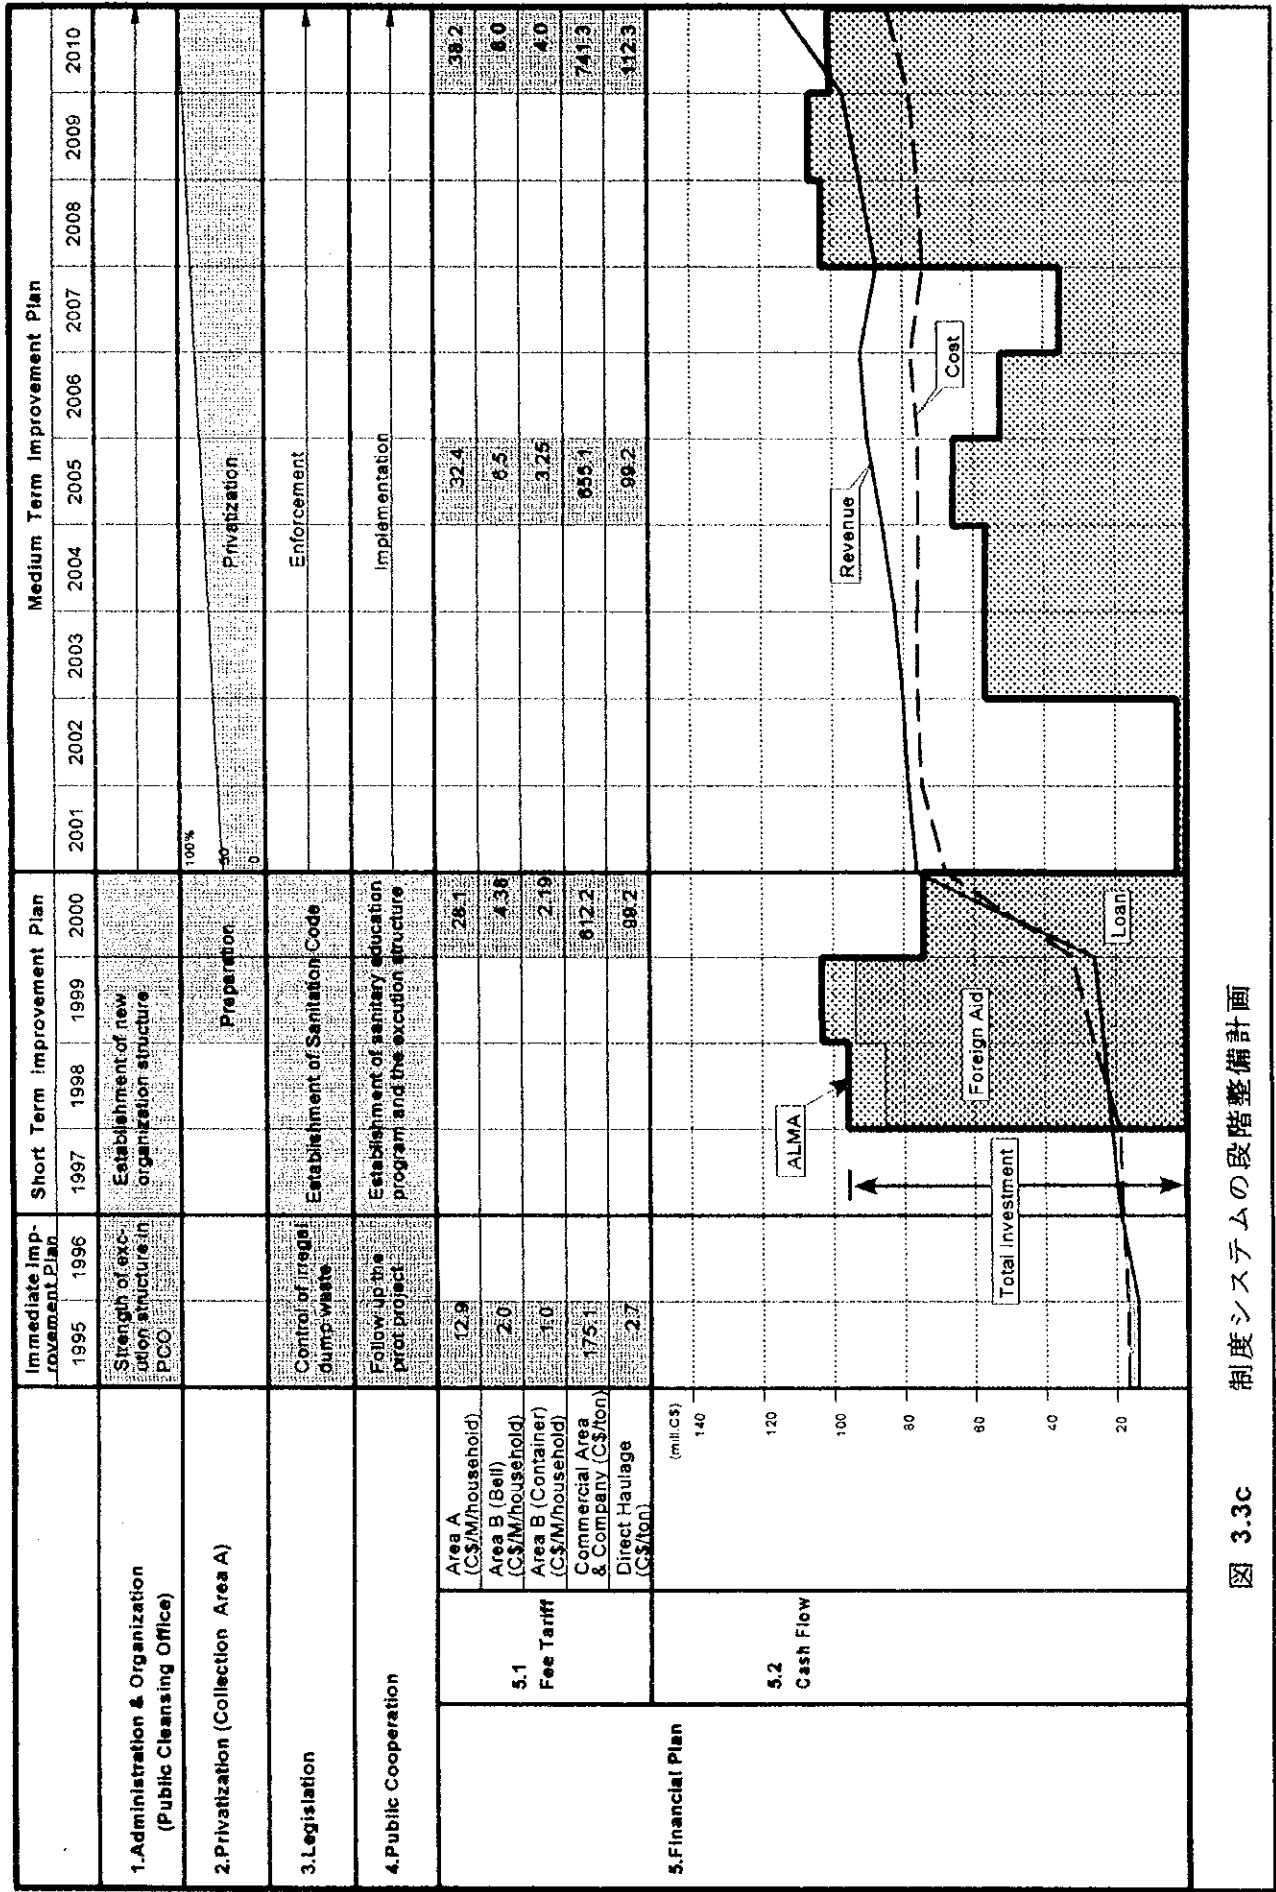 Immediate Imp-
rovement Plan
Short Term Improvement Plan
Medium Term Improvement Plan
1995 1996 1997 1998 1999 2000 2001 2002 2003 2004 2005 2006 2007 2008 2009 2010
1.Administration & Organization
(Public Cleansing Office)
Strength of exc-
ution structure in
PCO
Establishment of new
organization structure
2.Privatization (Collection Area A)
Preparation
100%
50
0
Privatization
3.Legislation
Control of irregal
dump waste
Establishment of Sanitation Code
Enforcement
4.Public Cooperation
Follow up the
pirot project
Establishment of sanitary education
program and the excution structure
Implementation
5.Financial Plan
5.1
Fee Tariff
Area A
(C$/M/household)
12.9 28.1 32.4 38.2
Area B (Bell)
(C$/M/household)
2.0 4.38 6.5 8.0
Area B (Container)
(C$/M/household)
1.0 2.19 3.25 4.0
Commercial Area
& Company (C$/ton)
175.1 612.2 655.1 741.3
Direct Haulage
(C$/ton)
2.7 99.2 99.2 112.3
5.2
Cash Flow
(mill.C$)
140
120
100
80
60
40
20
Total Investment
ALMA
Foreign Aid
Loan
Revenue
Cost
図 3.3c 制度システムの段階整備計画